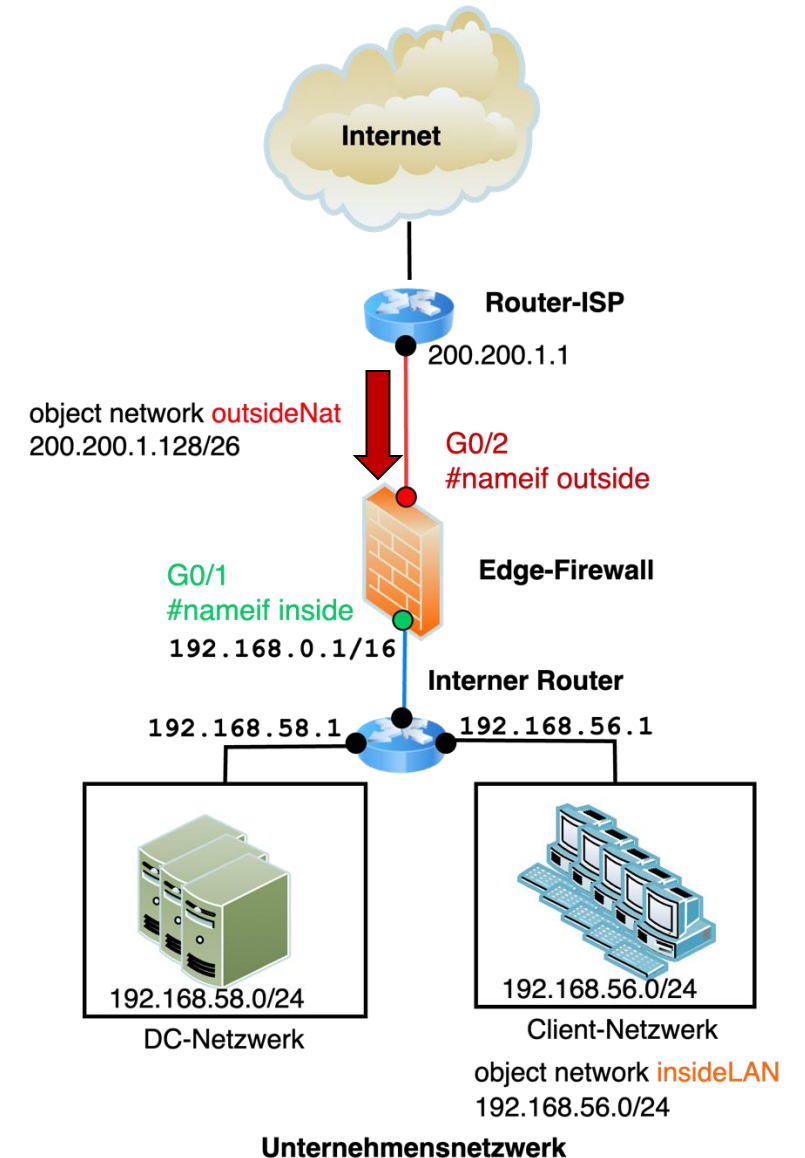 Internet
Router-ISP
200.200.1.1
object network outsideNat
200.200.1.128/26
G0/2
#nameif outside
Edge-Firewall
G0/1
#nameif inside
192.168.0.1/16
Interner Router
192.168.58.1
192.168.56.1
192.168.58.0/24
DC-Netzwerk
192.168.56.0/24
Client-Netzwerk
object network insideLAN
192.168.56.0/24
Unternehmensnetzwerk